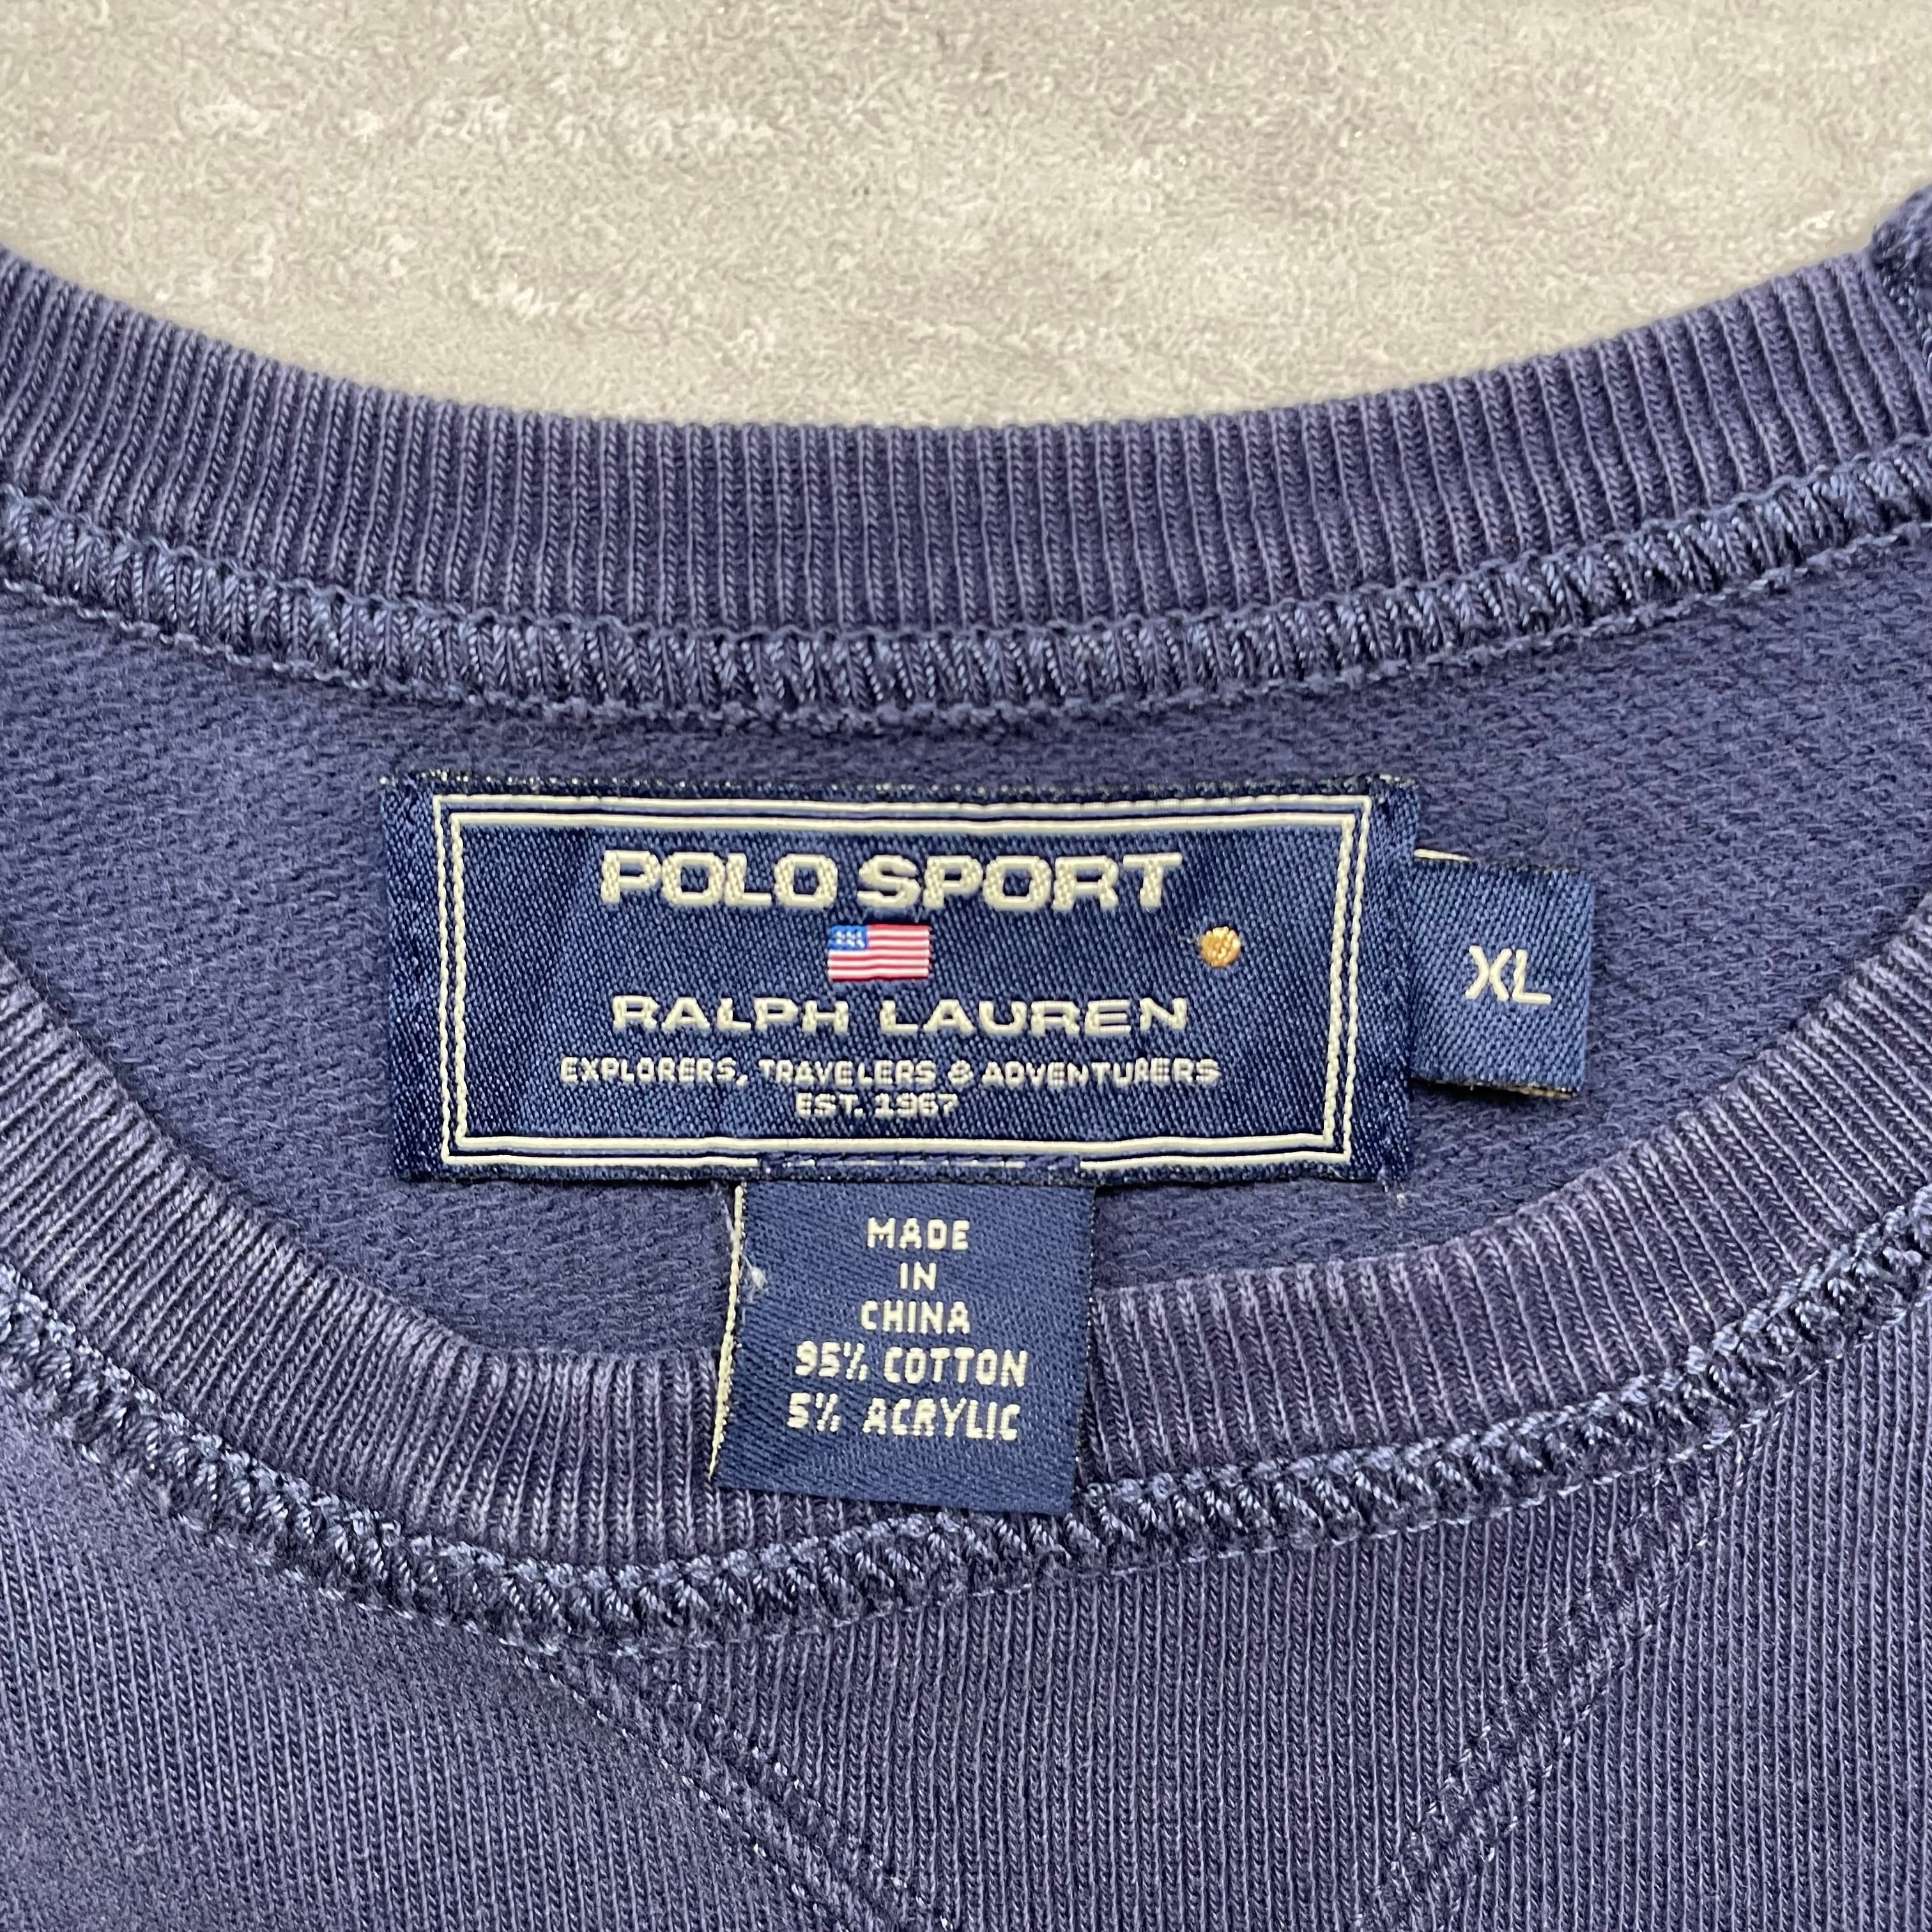 POLO SPORT
RALPH LAUREN
EXPLORERS, TRAVELERS & ADVENTURERS
EST. 1967
XL
MADE
IN
CHINA
95% COTTON
5% ACRYLIC